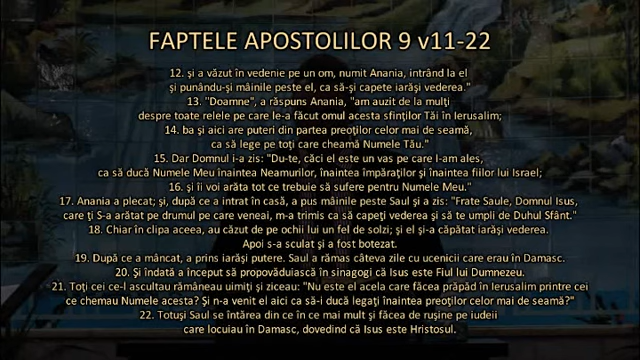 FAPTELE APOSTOLILOR 9 v11-22
12. şi a văzut în vedenie pe un om, numit Anania, intrând la el
şi punându-şi mâinile peste el, ca să-şi capete iarăşi vederea."
13. "Doamne", a răspuns Anania, "am auzit de la mulţi
despre toate relele pe care le-a făcut omul acesta sfinţilor Tăi în Ierusalim;
14. ba şi aici are puteri din partea preoţilor celor mai de seamă,
ca să lege pe toţi care cheamă Numele Tău."
15. Dar Domnul i-a zis: "Du-te, căci el este un vas pe care l-am ales,
ca să ducă Numele Meu înaintea Neamurilor, înaintea împăraţilor şi înaintea fiilor lui Israel;
16. şi îi voi arăta tot ce trebuie să sufere pentru Numele Meu."
17. Anania a plecat; şi, după ce a intrat în casă, a pus mâinile peste Saul şi a zis: "Frate Saule, Domnul Isus,
care ţi S-a arătat pe drumul pe care veneai, m-a trimis ca să capeţi vederea şi să te umpli de Duhul Sfânt."
18. Chiar în clipa aceea, au căzut de pe ochii lui un fel de solzi; şi el şi-a căpătat iarăşi vederea.
Apoi s-a sculat şi a fost botezat.
19. După ce a mâncat, a prins iarăşi putere. Saul a rămas câteva zile cu ucenicii care erau în Damasc.
20. Şi îndată a început să propovăduiască în sinagogi că Isus este Fiul lui Dumnezeu.
21. Toţi cei ce-l ascultau rămâneau uimiţi şi ziceau: "Nu este el acela care făcea prăpăd în Ierusalim printre cei
ce chemau Numele acesta? Şi n-a venit el aici ca să-i ducă legaţi înaintea preoţilor celor mai de seamă?"
22. Totuşi Saul se întărea din ce în ce mai mult şi făcea de ruşine pe iudeii
care locuiau în Damasc, dovedind că Isus este Hristosul.